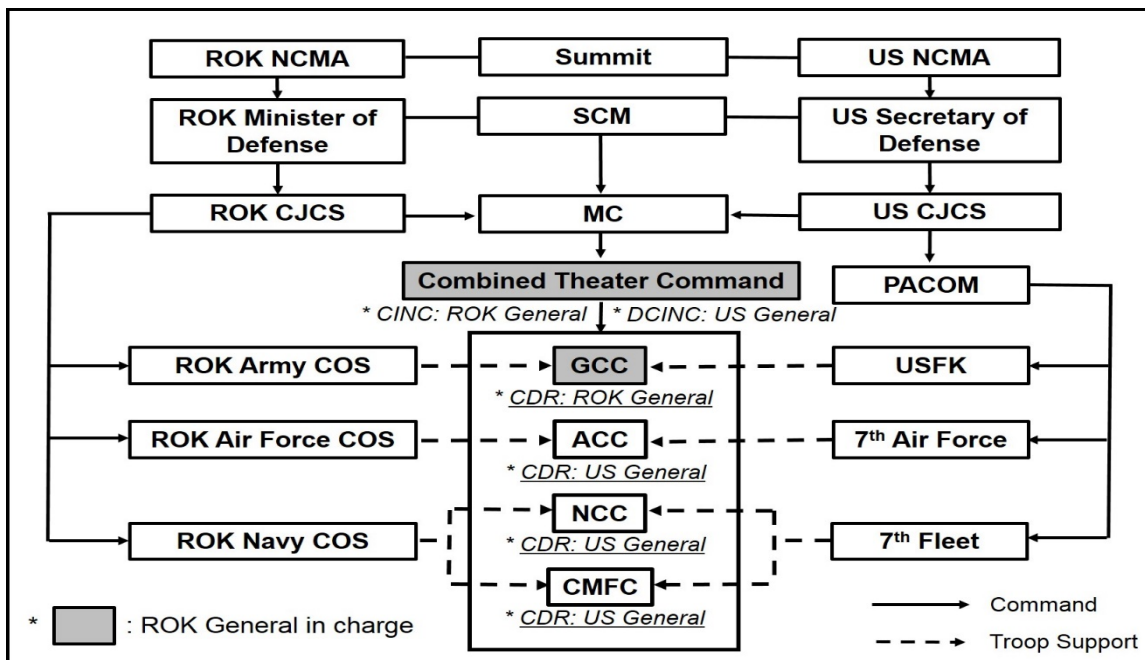 ROK NCMA
Summit
US NCMA
ROK Minister of
Defense
SCM
US Secretary of
Defense
ROK CJCS
MC
US CJCS
Combined Theater Command
PACOM
* CINC: ROK General
* DCINC: US General
ROK Army COS
GCC
USFK
* CDR: ROK General
ROK Air Force COS
ACC
7th Air Force
* CDR: US General
NCC
ROK Navy COS
* CDR: US General
7th Fleet
CMFC
* CDR: US General
* : ROK General in charge
Command
Troop Support